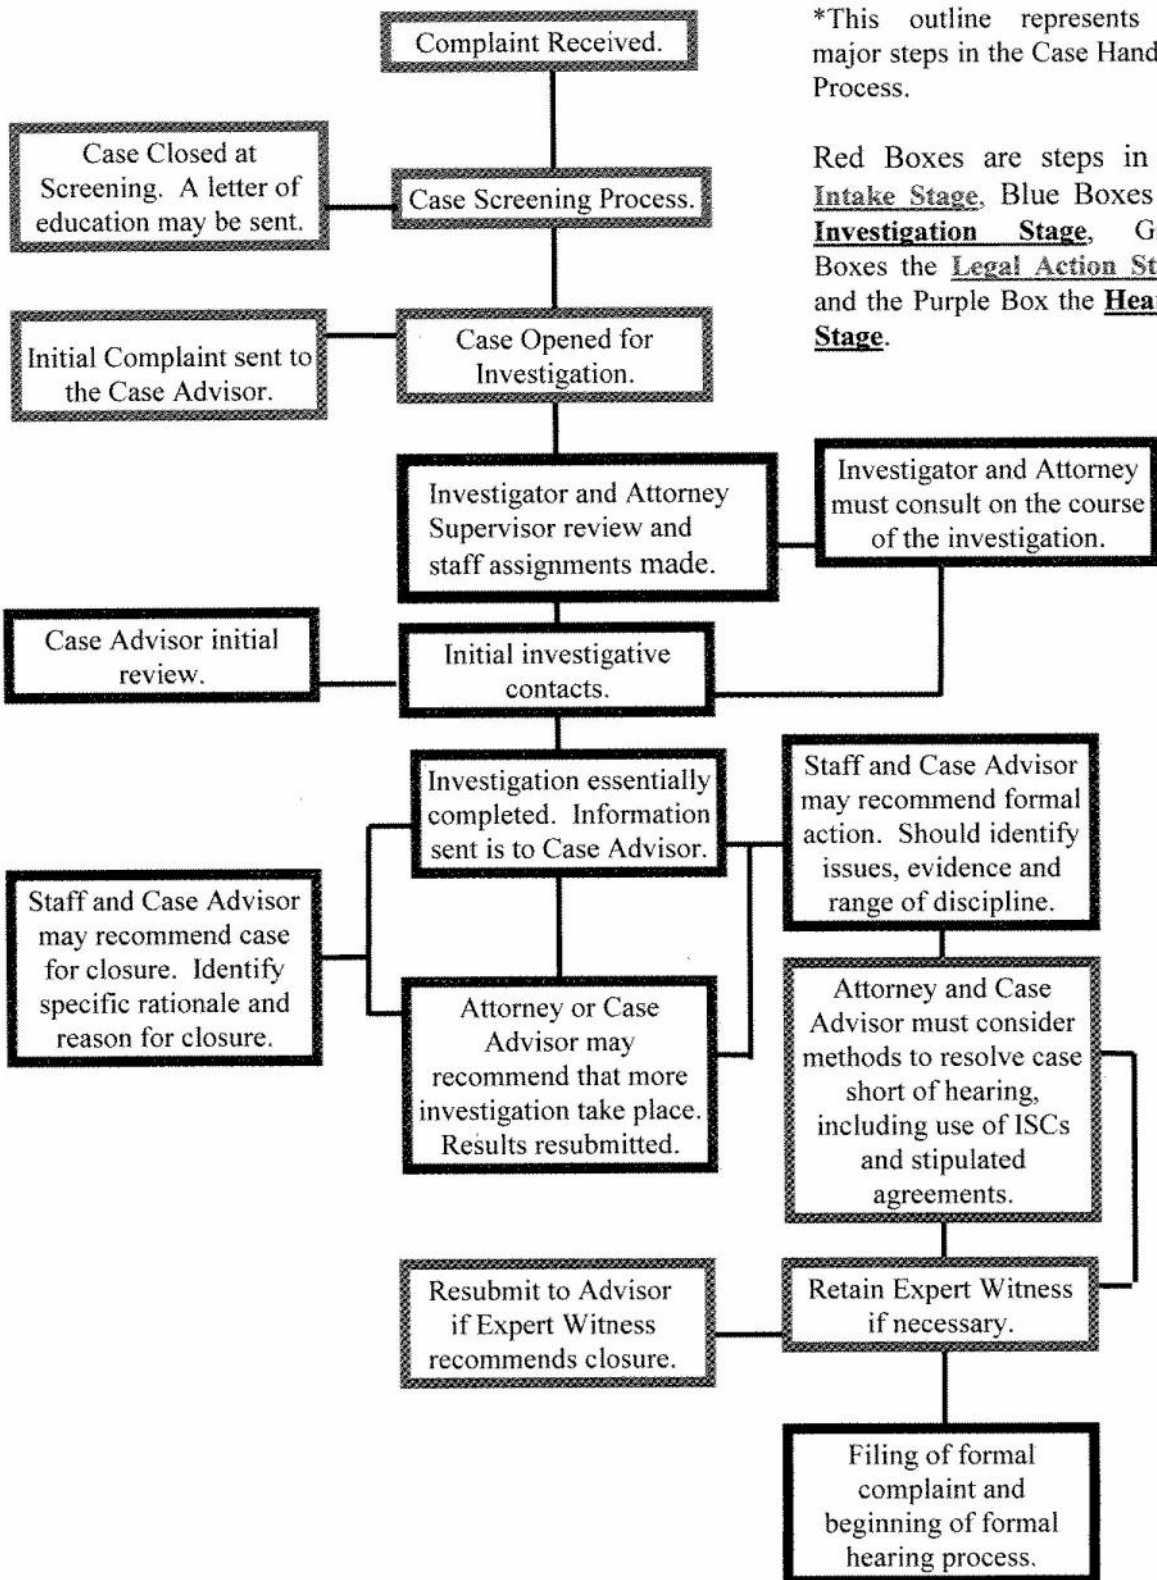 Complaint Received.
*This outline represents
major steps in the Case Hand
Process.
Red Boxes are steps in
Intake Stage, Blue Boxes
Investigation Stage, G
Boxes the Legal Action St
and the Purple Box the Hea
Stage.
Case Closed at
Screening. A letter of
education may be sent.
Case Screening Process.
Initial Complaint sent to
the Case Advisor.
Case Opened for
Investigation.
Investigator and Attorney
Supervisor review and
staff assignments made.
Investigator and Attorney
must consult on the course
of the investigation.
Case Advisor initial
review.
Initial investigative
contacts.
Investigation essentially
completed. Information
sent is to Case Advisor.
Staff and Case Advisor
may recommend formal
action. Should identify
issues, evidence and
range of discipline.
Staff and Case Advisor
may recommend case
for closure. Identify
specific rationale and
reason for closure.
Attorney or Case
Advisor may
recommend that more
investigation take place.
Results resubmitted.
Attorney and Case
Advisor must consider
methods to resolve case
short of hearing,
including use of ISCs
and stipulated
agreements.
Resubmit to Advisor
if Expert Witness
recommends closure.
Retain Expert Witness
if necessary.
Filing of formal
complaint and
beginning of formal
hearing process.